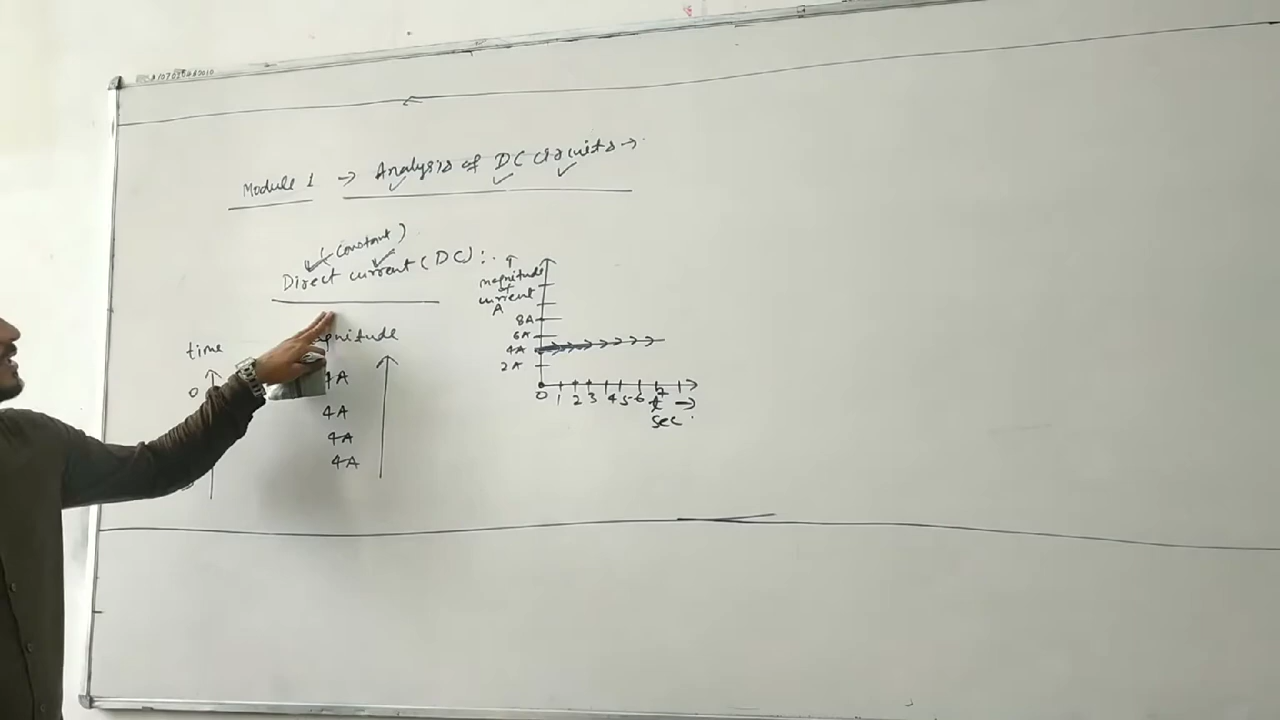 Module 1 → Analysis of DC circuits →
(constant)
Direct current (DC) :
time
magnitude
0
4A
4A
4A
4A
magnitude
of
current
A
8A
6A
4A
2A
0 1 2 3 4 5 6 7
t →
sec